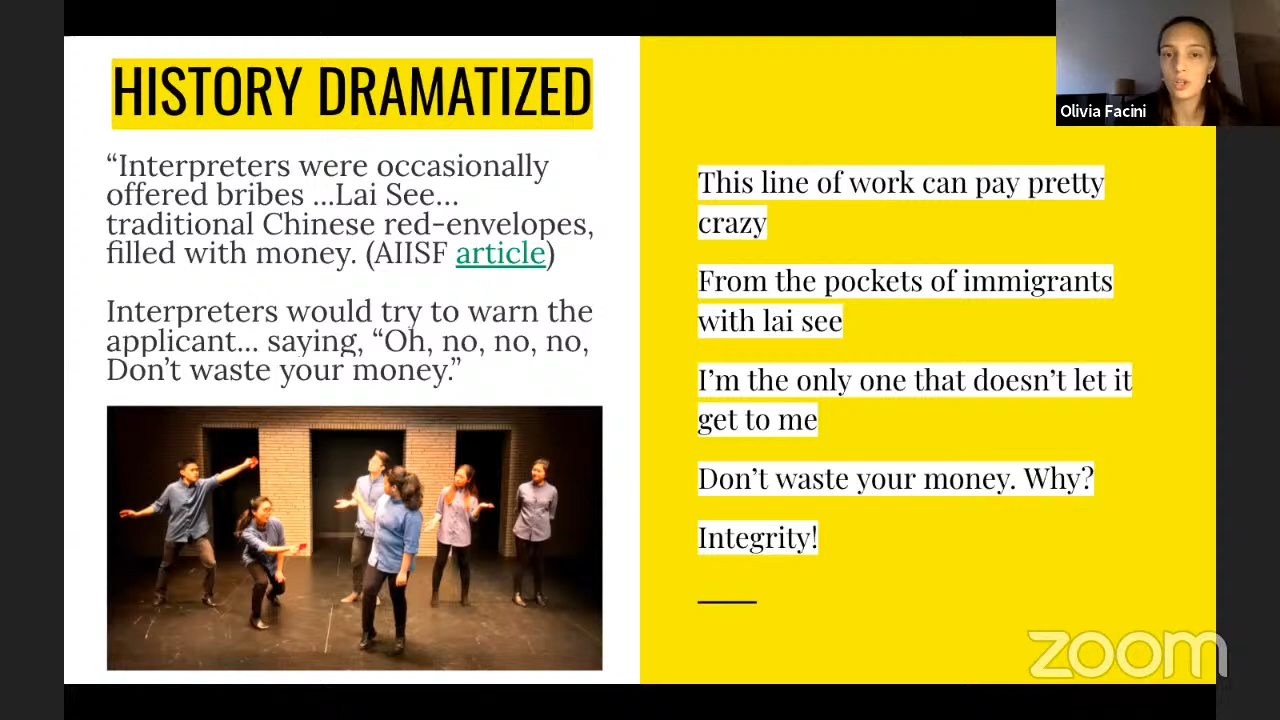 HISTORY DRAMATIZED
“Interpreters were occasionally
offered bribes ...Lai See...
traditional Chinese red-envelopes,
filled with money. (AIISF article)
Interpreters would try to warn the
applicant... saying, “Oh, no, no, no,
Don’t waste your money.”
This line of work can pay pretty
crazy
From the pockets of immigrants
with lai see
I’m the only one that doesn’t let it
get to me
Don’t waste your money. Why?
Integrity!
Olivia Facini
zoom